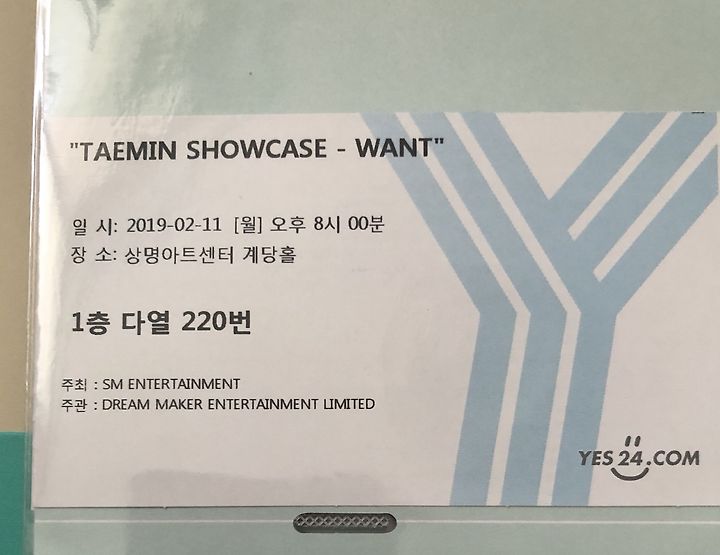 "TAEMIN SHOWCASE - WANT"
일 시: 2019-02-11 [월] 오후 8시 00분
장 소: 상명아트센터 계당홀
1층 다열 220번
주최 : SM ENTERTAINMENT
주관 : DREAM MAKER ENTERTAINMENT LIMITED
YES24.COM